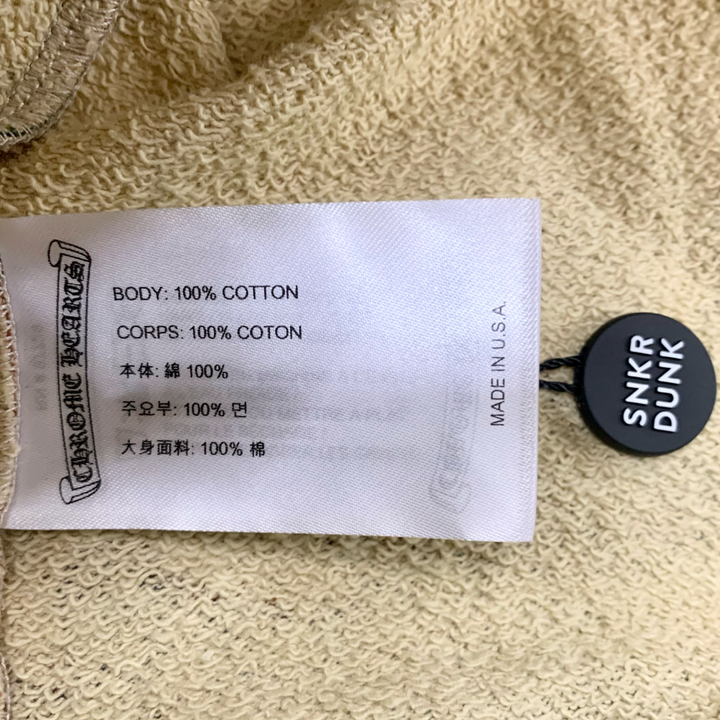 CHROME HEARTS
BODY: 100% COTTON
CORPS: 100% COTON
本体: 綿 100%
주요부: 100% 면
大身面料: 100% 棉
MADE IN U.S.A.
SNKR
DUNK